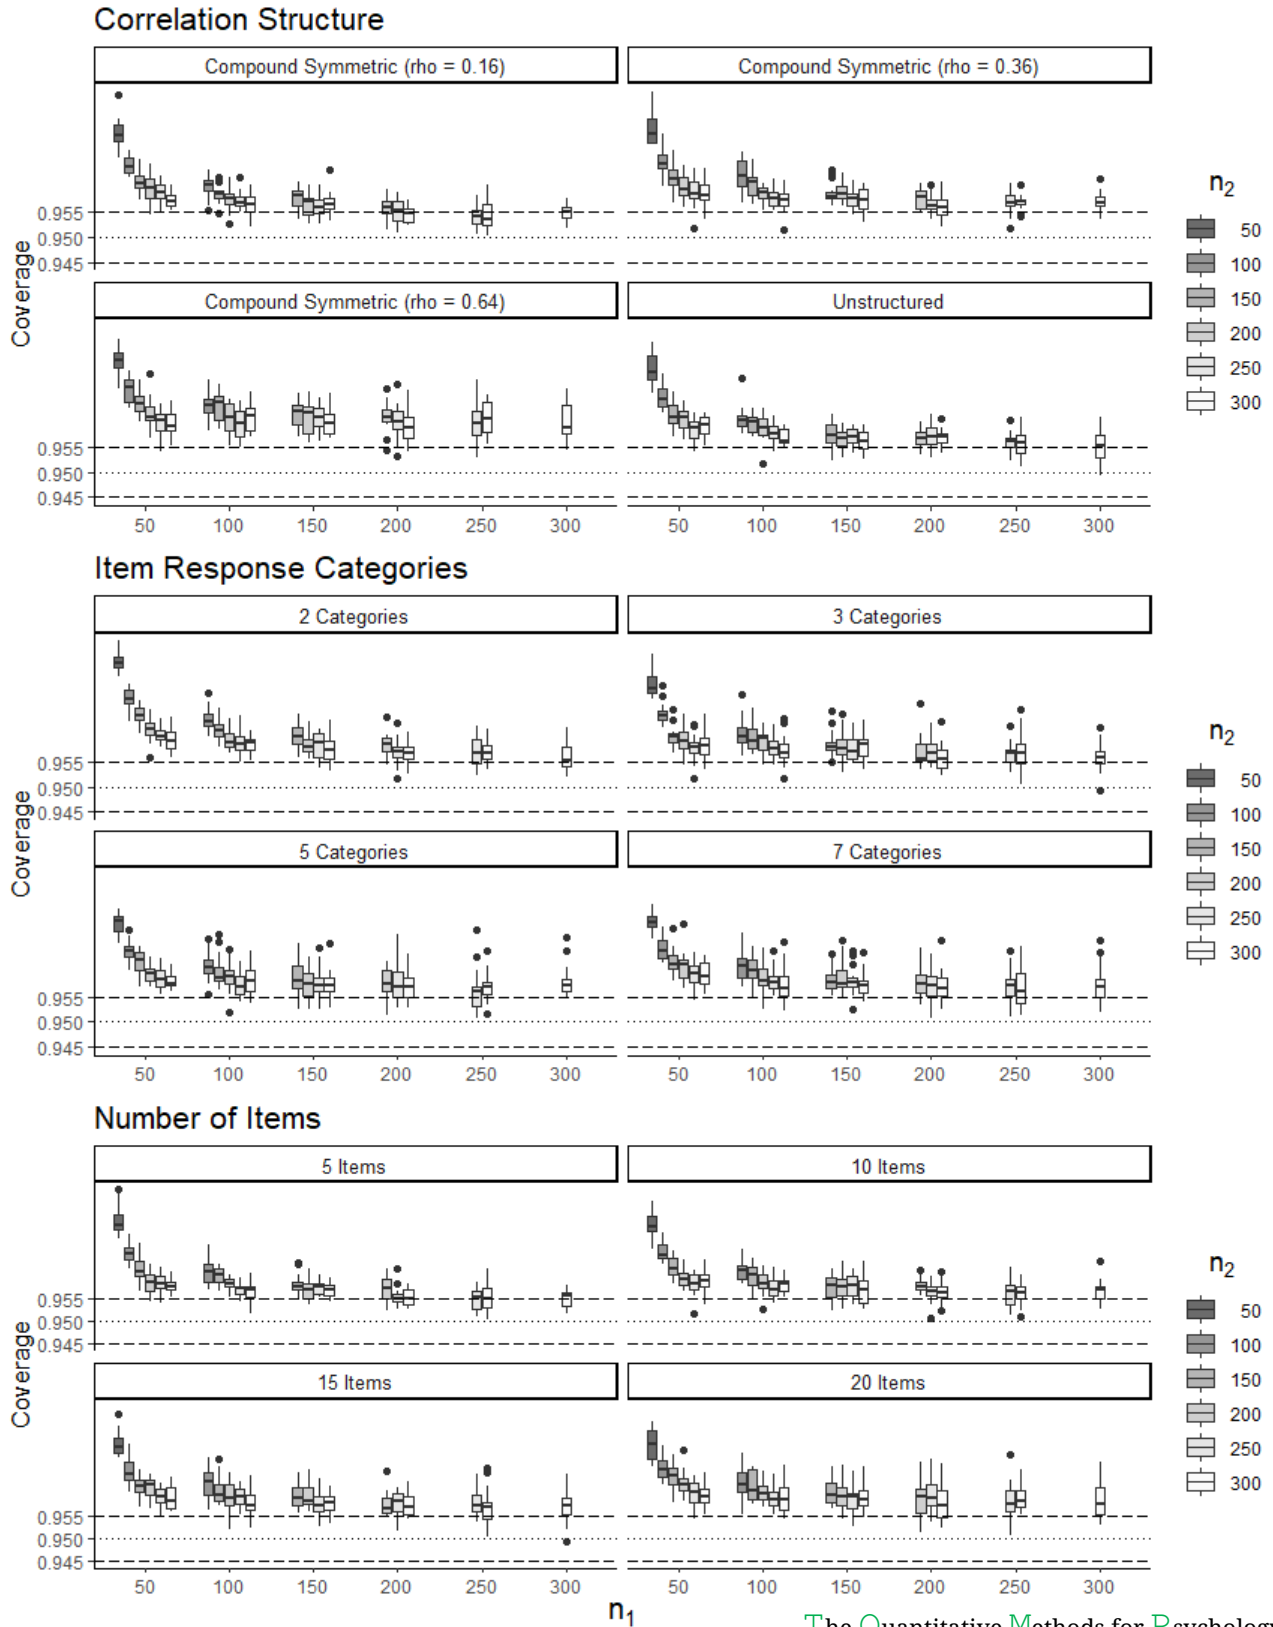 Correlation Structure
Compound Symmetric (rho = 0.16)
Compound Symmetric (rho = 0.36)
0.955
0.950
0.945
Compound Symmetric (rho = 0.64)
Unstructured
0.955
0.950
0.945
Coverage
50 100 150 200 250 300
50 100 150 200 250 300
n2
50
100
150
200
250
300
Item Response Categories
2 Categories
3 Categories
0.955
0.950
0.945
5 Categories
7 Categories
0.955
0.950
0.945
Coverage
50 100 150 200 250 300
50 100 150 200 250 300
n2
50
100
150
200
250
300
Number of Items
5 Items
10 Items
0.955
0.950
0.945
15 Items
20 Items
0.955
0.950
0.945
Coverage
50 100 150 200 250 300
50 100 150 200 250 300
n2
50
100
150
200
250
300
n1
The Quantitative Methods for Psychology